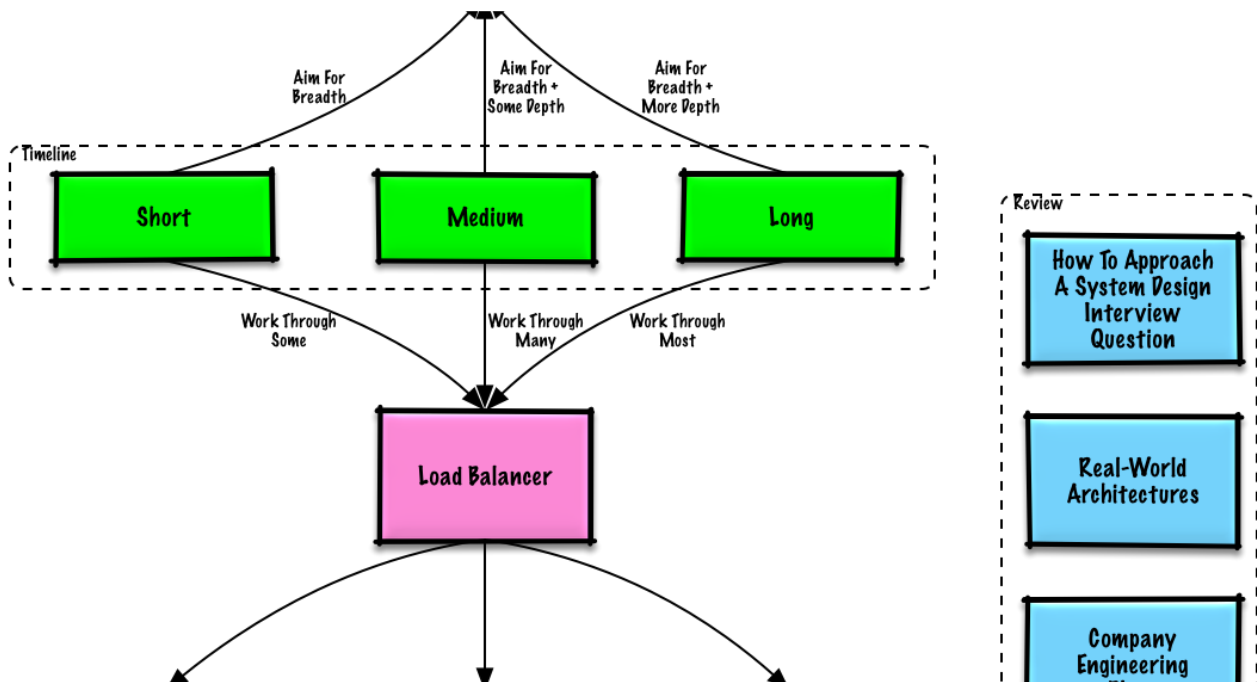 Aim For
Breadth
Aim For
Breadth +
Some Depth
Aim For
Breadth +
More Depth
Timeline
Short
Medium
Long
Work Through
Some
Work Through
Many
Work Through
Most
Load Balancer
Review
How To Approach
A System Design
Interview
Question
Real-World
Architectures
Company
Engineering